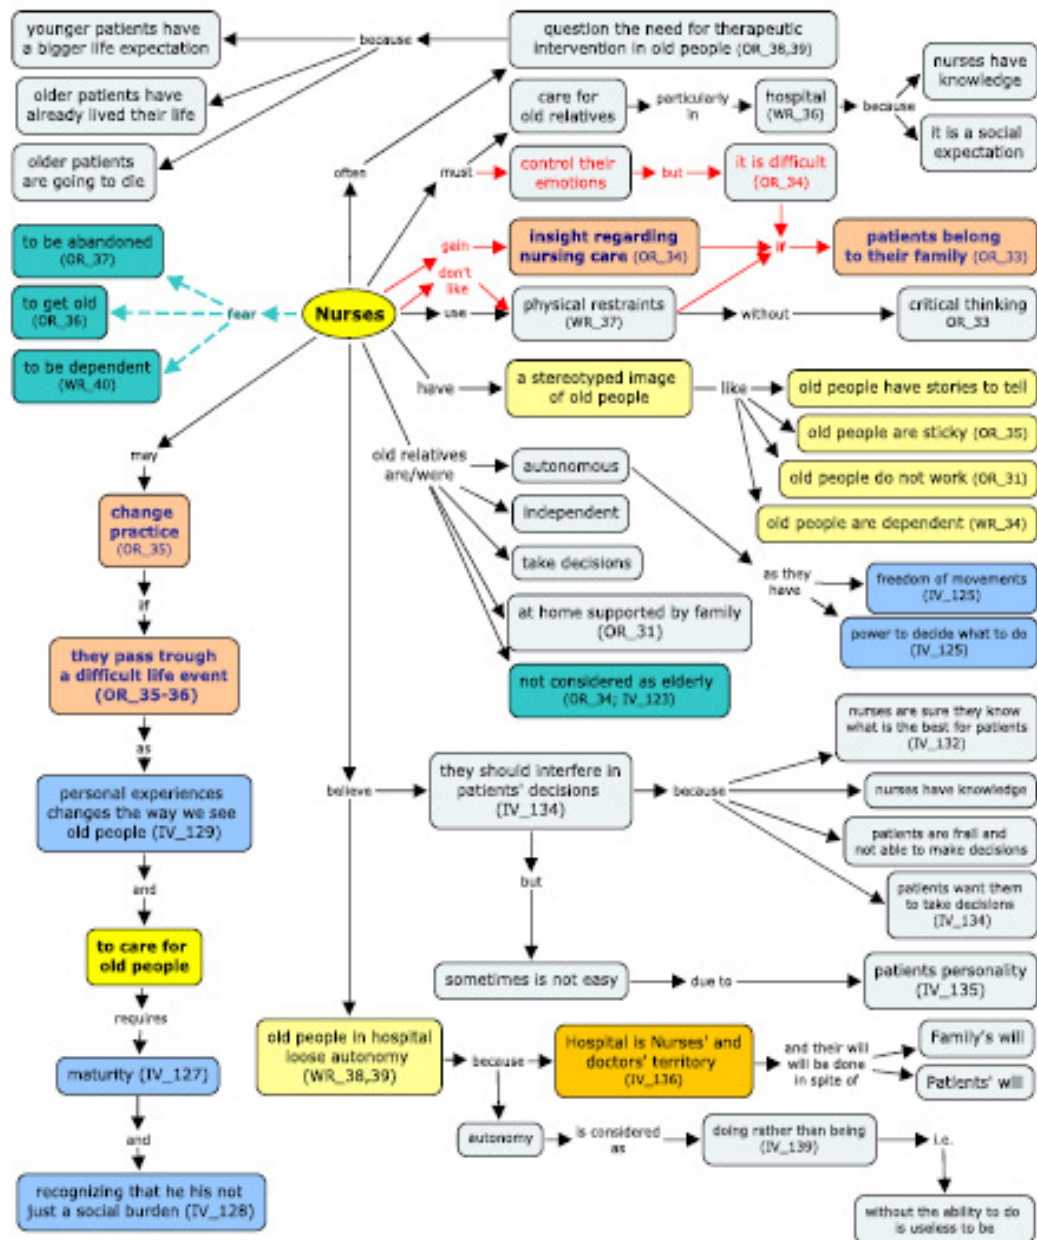 younger patients have
a bigger life expectation
because
question the need for therapeutic
intervention in old people (OR_38,39)
older patients have
already lived their life
older patients
are going to die
often
must
care for
old relatives
particularly
in
hospital
(WR_36)
because
nurses have
knowledge
it is a social
expectation
control their
emotions
but
it is difficult
(OR_34)
to be abandoned
(OR_37)
to get old
(OR_36)
to be dependent
(WR_40)
fear
Nurses
gain
insight regarding
nursing care (OR_34)
if
patients belong
to their family (OR_33)
don't
like
use
physical restraints
(WR_37)
without
critical thinking
OR_33
have
a stereotyped image
of old people
like
old people have stories to tell
old people are sticky (OR_35)
old people do not work (OR_31)
old people are dependent (WR_34)
old relatives
are/were
autonomous
independent
take decisions
at home supported by family
(OR_31)
not considered as elderly
(OR_34; IV_123)
as they
have
freedom of movements
(IV_125)
power to decide what to do
(IV_125)
may
change
practice
(OR_35)
if
they pass trough
a difficult life event
(OR_35-36)
as
personal experiences
changes the way we see
old people (IV_129)
and
to care for
old people
requires
maturity (IV_127)
and
recognizing that he his not
just a social burden (IV_128)
believe
they should interfere in
patients' decisions
(IV_134)
because
nurses are sure they know
what is the best for patients
(IV_132)
nurses have knowledge
patients are frail and
not able to make decisions
patients want them
to take decisions
(IV_134)
but
sometimes is not easy
due to
patients personality
(IV_135)
old people in hospital
loose autonomy
(WR_38,39)
because
Hospital is Nurses' and
doctors' territory
(IV_136)
and their will
will be done
in spite of
Family's will
Patients' will
autonomy
is considered
as
doing rather than being
(IV_139)
i.e.
without the ability to do
is useless to be